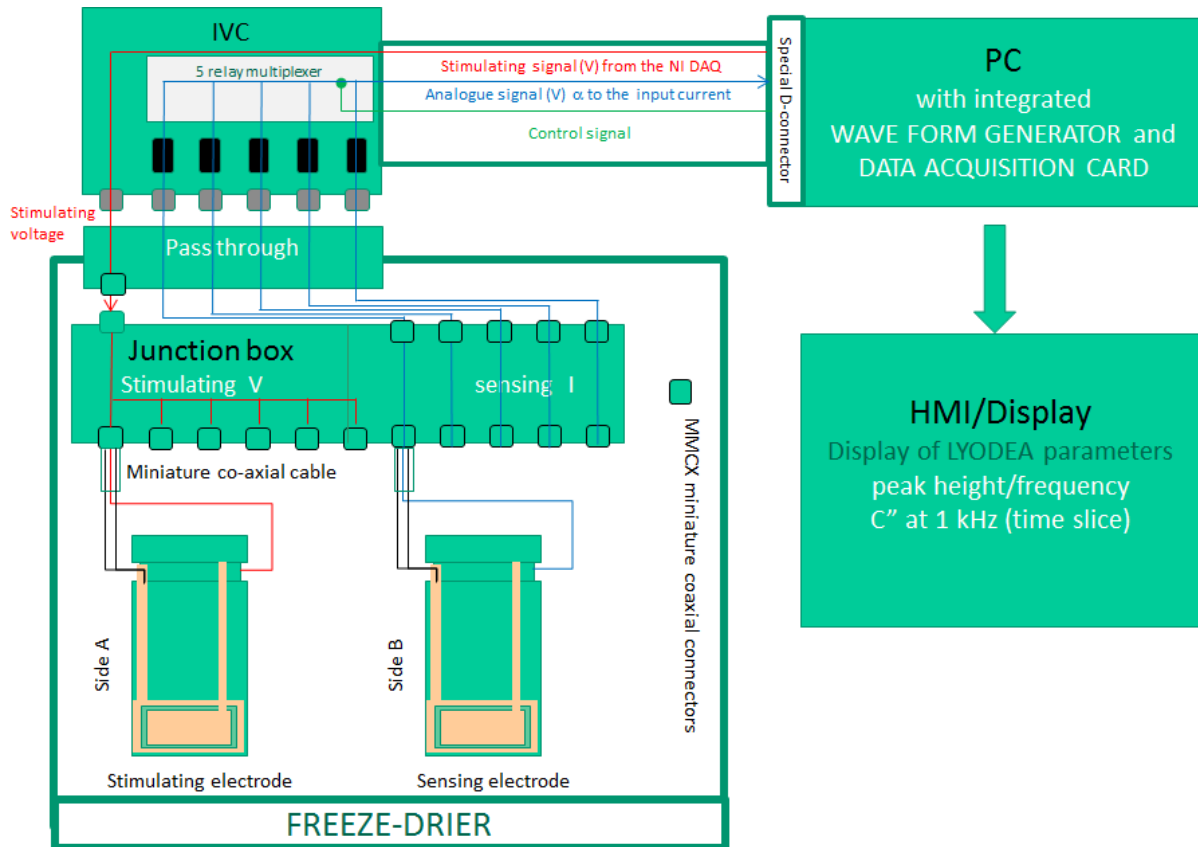 IVC
5 relay multiplexer
Stimulating signal (V) from the NI DAQ
Analogue signal (V) α to the input current
Control signal
Special D-connector
PC
with integrated
WAVE FORM GENERATOR and
DATA ACQUISITION CARD
Stimulating
voltage
Pass through
Junction box
Stimulating V
sensing I
Miniature co-axial cable
MMCX miniature coaxial connectors
HMI/Display
Display of LYODEA parameters
peak height/frequency
C” at 1 kHz (time slice)
Side A
Side B
Stimulating electrode
Sensing electrode
FREEZE-DRIER